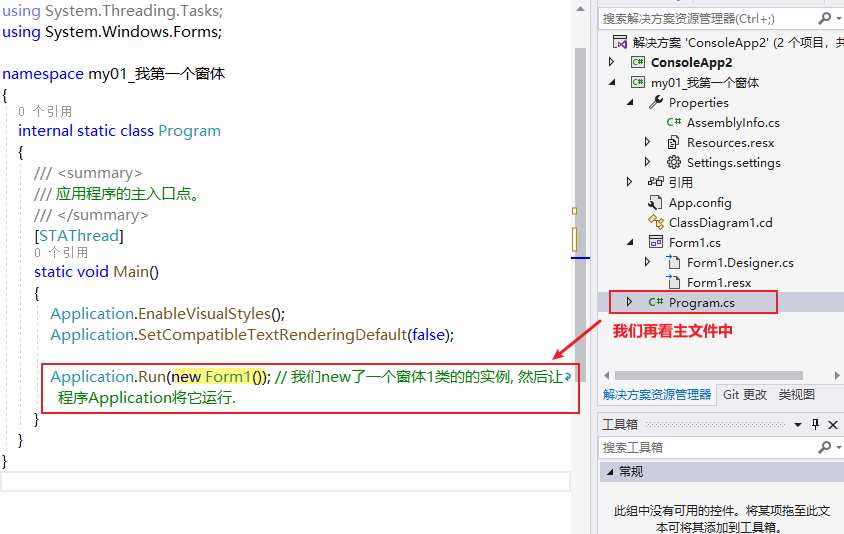 using System.Threading.Tasks;
using System.Windows.Forms;
namespace my01_我第一个窗体
{
0 个引用
internal static class Program
{
/// <summary>
/// 应用程序的主入口点。
/// </summary>
[STAThread]
0 个引用
static void Main()
{
Application.EnableVisualStyles();
Application.SetCompatibleTextRenderingDefault(false);
Application.Run(new Form1()); // 我们new了一个窗体1类的的实例, 然后让
程序Application将它运行.
}
}
}
搜索解决方案资源管理器(Ctrl+;)
解决方案 'ConsoleApp2' (2 个项目，共
ConsoleApp2
my01_我第一个窗体
Properties
AssemblyInfo.cs
Resources.resx
Settings.settings
引用
App.config
ClassDiagram1.cd
Form1.cs
Form1.Designer.cs
Form1.resx
Program.cs
我们再看主文件中
解决方案资源管理器 Git 更改 类视图
工具箱
搜索工具箱
常规
此组中没有可用的控件。将某项拖至此文
本可将其添加到工具箱。